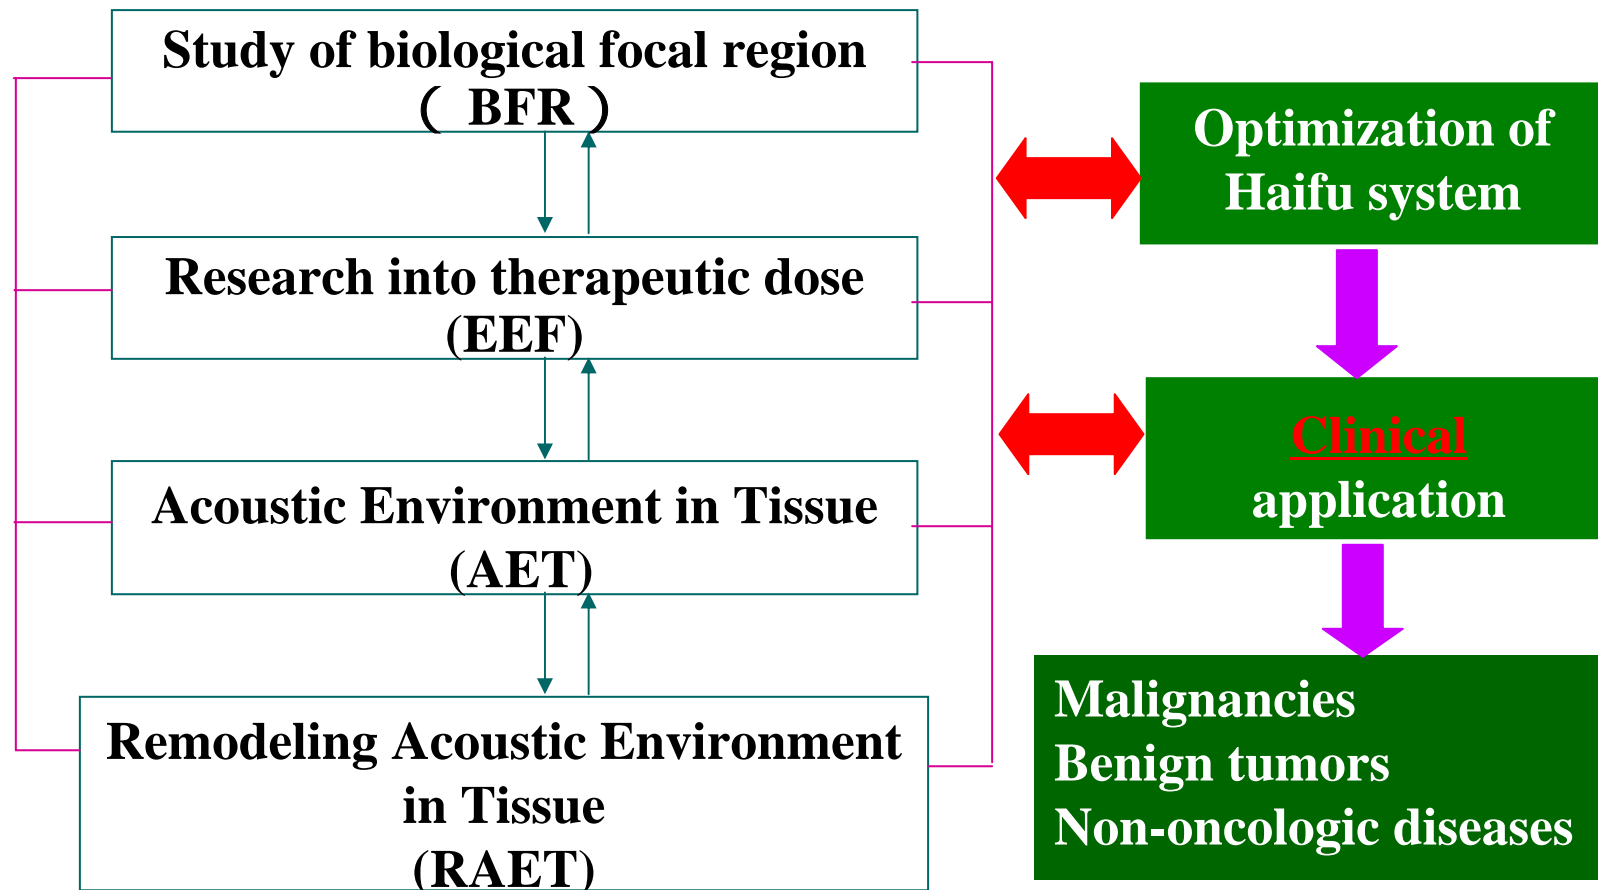 Study of biological focal region
( BFR )
Research into therapeutic dose
(EEF)
Acoustic Environment in Tissue
(AET)
Remodeling Acoustic Environment
in Tissue
(RAET)
Optimization of
Haifu system
Clinical
application
Malignancies
Benign tumors
Non-oncologic diseases